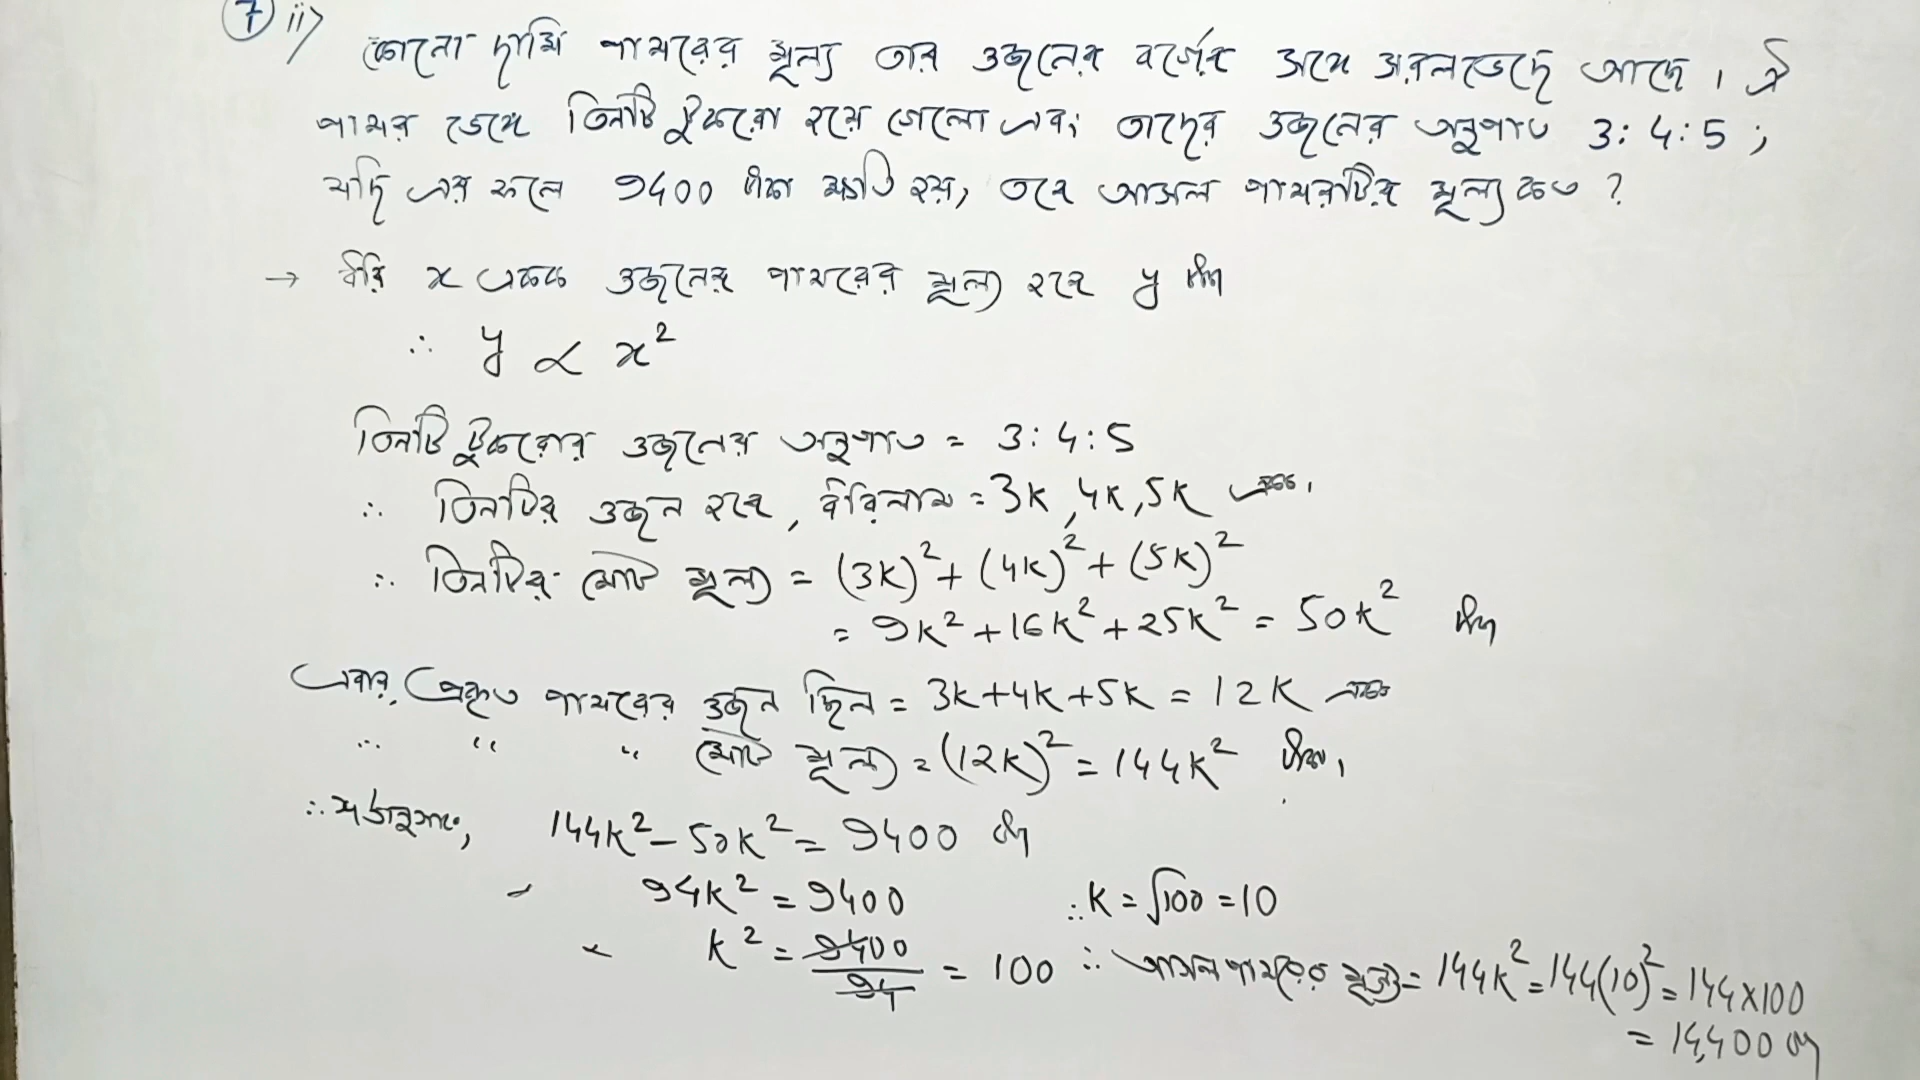 7 ii> কোনো দামি পাথরের মূল্য তার ওজনের বর্গের সঙ্গে সরলভেদে আছে। ঐ
পাথর ভেঙ্গে তিনটি টুকরো হয়ে গেলো এবং তাদের ওজনের অনুপাত 3:4:5;
যদি এর ফলে 9400 টাকা ক্ষতি হয়, তবে আসল পাথরটির মূল্য কত?
→ ধরি x একক ওজনের পাথরের মূল্য হবে y টাকা
∴ y ∝ x²
তিনটি টুকরোর ওজনের অনুপাত = 3:4:5
∴ তিনটির ওজন হবে, ধরিলাম = 3k, 4k, 5k একক।
∴ তিনটির মোট মূল্য = (3k)² + (4k)² + (5k)²
= 9k² + 16k² + 25k² = 50k² টাকা
এবার, প্রকৃত পাথরের ওজন ছিল = 3k+4k+5k = 12k একক
∴ " " মোট মূল্য = (12k)² = 144k² টাকা।
∴ শর্তানুসারে, 144k² - 50k² = 9400 টাকা
94k² = 9400 ∴ k = √100 = 10
k² = 9400/94 = 100 ∴ আসল পাথরের মূল্য = 144k² = 144(10)² = 144×100
= 14,400 টাকা